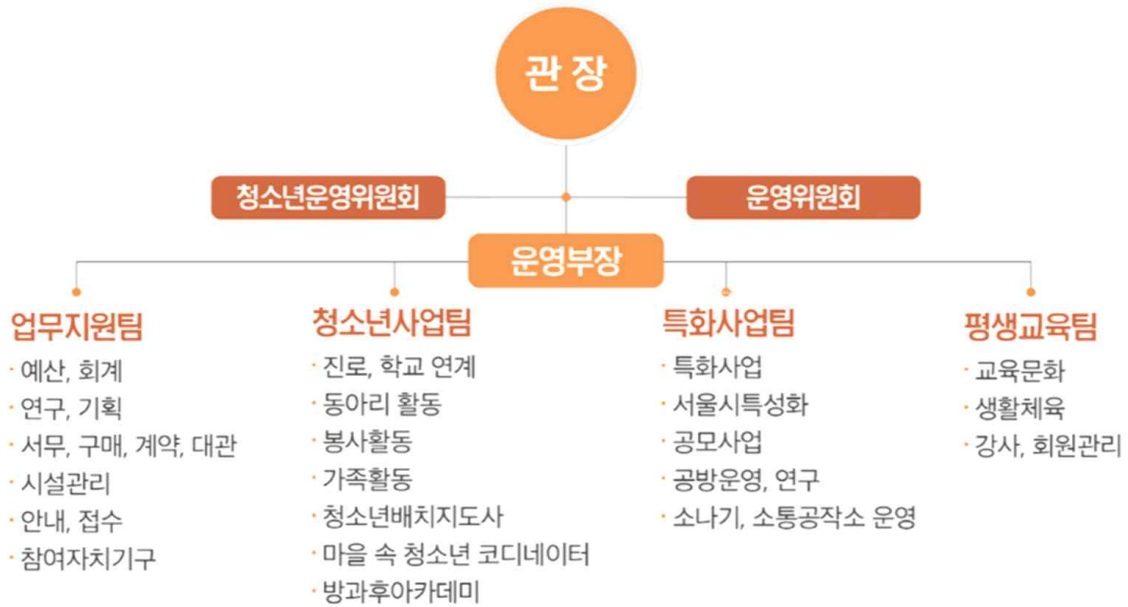 관 장
청소년운영위원회
운영위원회
운영부장
업무지원팀
· 예산, 회계
· 연구, 기획
· 서무, 구매, 계약, 대관
· 시설관리
· 안내, 접수
· 참여자치기구
청소년사업팀
· 진로, 학교 연계
· 동아리 활동
· 봉사활동
· 가족활동
· 청소년배치지도사
· 마을 속 청소년 코디네이터
· 방과후아카데미
특화사업팀
· 특화사업
· 서울시특성화
· 공모사업
· 공방운영, 연구
· 소나기, 소통공작소 운영
평생교육팀
· 교육문화
· 생활체육
· 강사, 회원관리